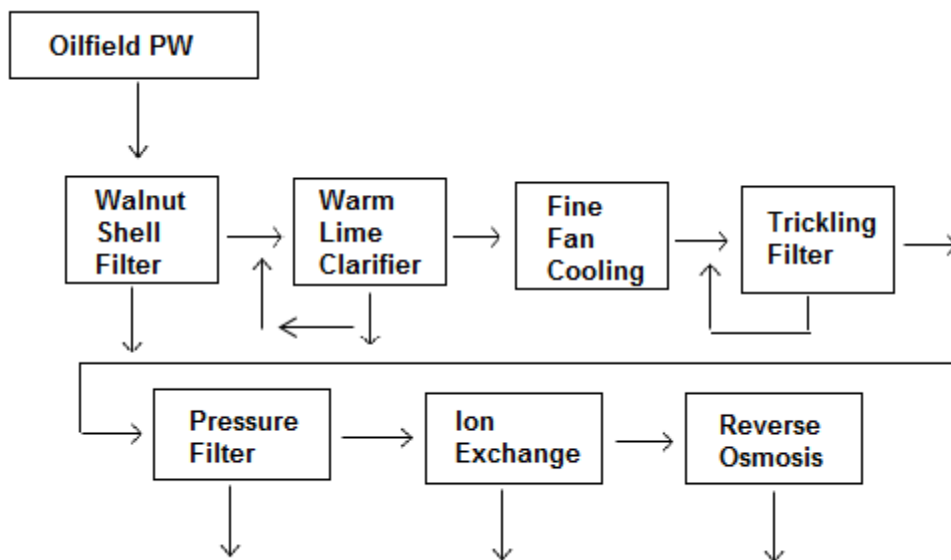 Oilfield PW
Walnut
Shell
Filter
Warm
Lime
Clarifier
Fine
Fan
Cooling
Trickling
Filter
Pressure
Filter
Ion
Exchange
Reverse
Osmosis